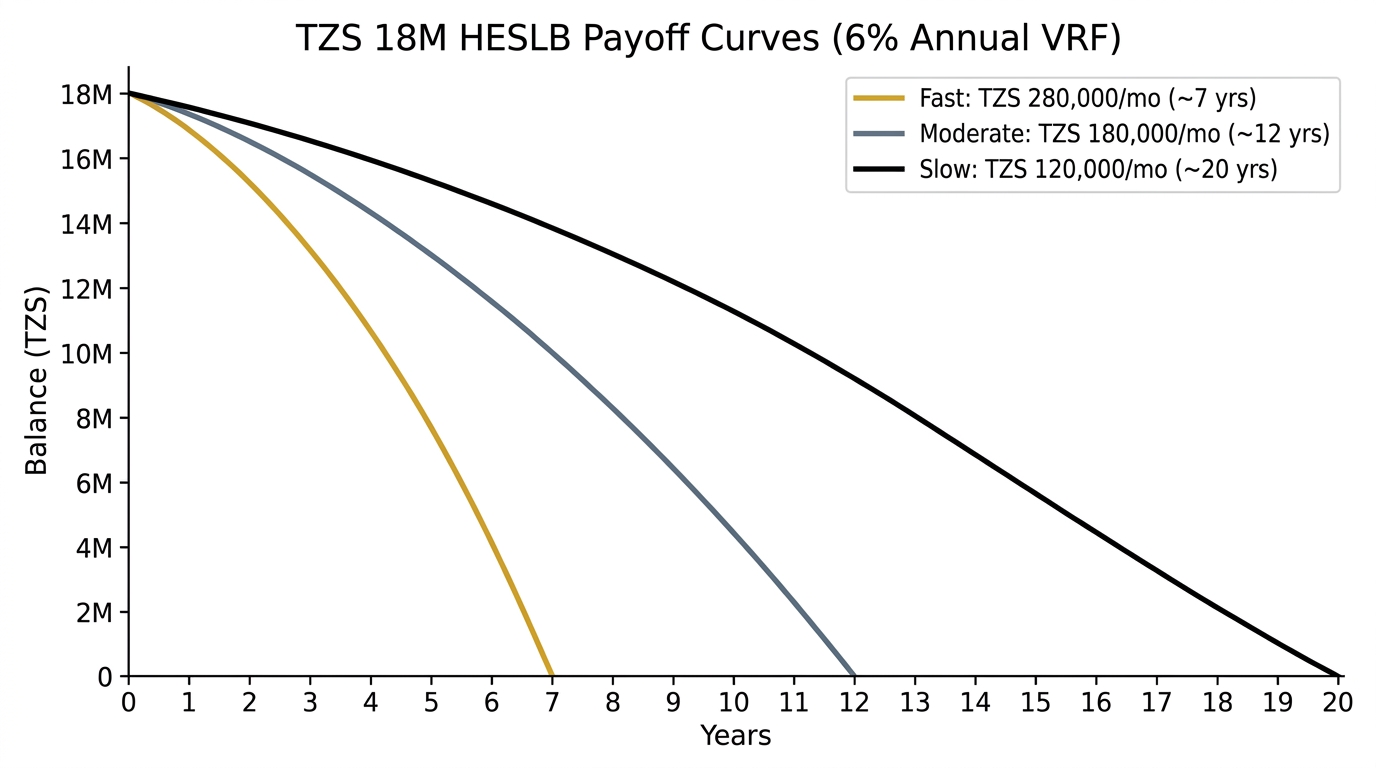 TZS 18M HESLB Payoff Curves (6% Annual VRF)
Fast: TZS 280,000/mo (~7 yrs)
Moderate: TZS 180,000/mo (~12 yrs)
Slow: TZS 120,000/mo (~20 yrs)
Balance (TZS)
18M
16M
14M
12M
10M
8M
6M
4M
2M
0
0 1 2 3 4 5 6 7 8 9 10 11 12 13 14 15 16 17 18 19 20
Years